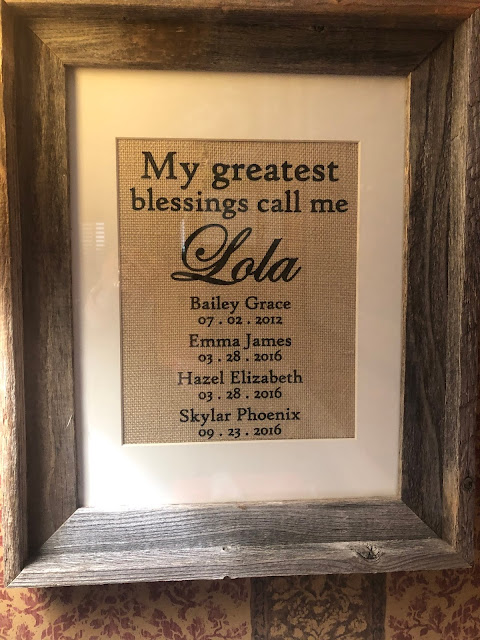 My greatest
blessings call me
Lola
Bailey Grace
07 . 02 . 2012
Emma James
03 . 28 . 2016
Hazel Elizabeth
03 . 28 . 2016
Skylar Phoenix
09 . 23 . 2016